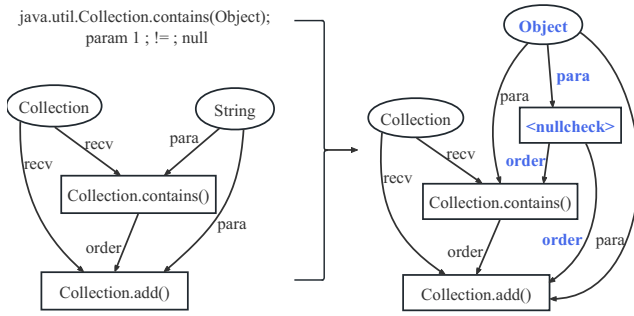 java.util.Collection.contains(Object);
param 1 ; != ; null
Collection
String
recv
para
recv
Collection.contains()
order
para
Collection.add()
Object
para
para
<nullcheck>
Collection
recv
order
recv
Collection.contains()
order
order
para
Collection.add()